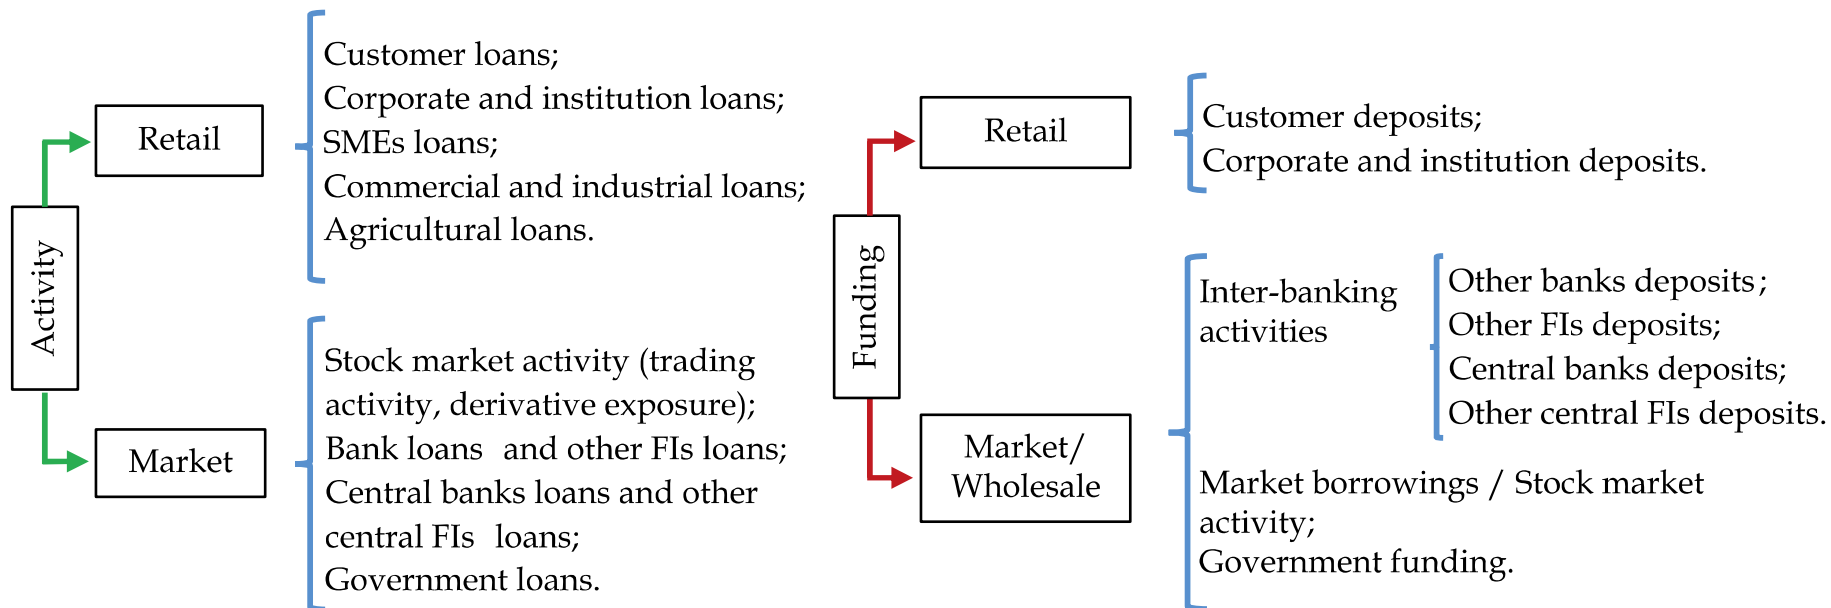 Activity
Retail
Customer loans;
Corporate and institution loans;
SMEs loans;
Commercial and industrial loans;
Agricultural loans.
Market
Stock market activity (trading
activity, derivative exposure);
Bank loans and other FIs loans;
Central banks loans and other
central FIs loans;
Government loans.
Funding
Retail
Customer deposits;
Corporate and institution deposits.
Market/
Wholesale
Inter-banking
activities
Other banks deposits;
Other FIs deposits;
Central banks deposits;
Other central FIs deposits.
Market borrowings / Stock market
activity;
Government funding.